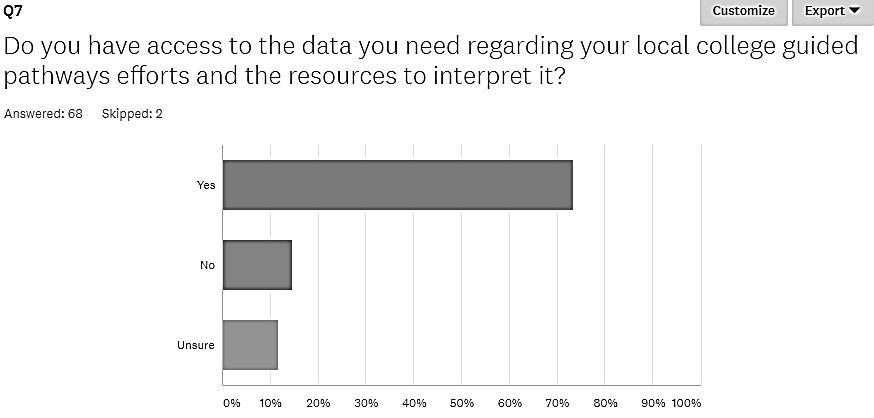 Q7
Customize
Export
Do you have access to the data you need regarding your local college guided
pathways efforts and the resources to interpret it?
Answered: 68 Skipped: 2
Yes
No
Unsure
0% 10% 20% 30% 40% 50% 60% 70% 80% 90% 100%